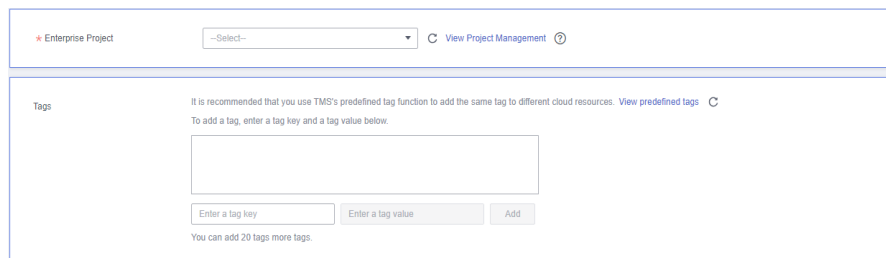 * Enterprise Project --Select-- View Project Management ?
Tags It is recommended that you use TMS's predefined tag function to add the same tag to different cloud resources. View predefined tags
To add a tag, enter a tag key and a tag value below.
Enter a tag key Enter a tag value Add
You can add 20 tags more tags.